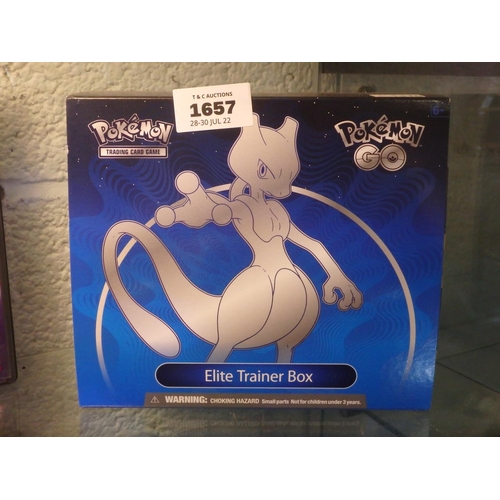 T & C AUCTIONS
1657
28-30 JUL 22
POKéMON
TRADING CARD GAME
POKéMON
GO
Elite Trainer Box
WARNING: CHOKING HAZARD Small parts Not for children under 3 years.